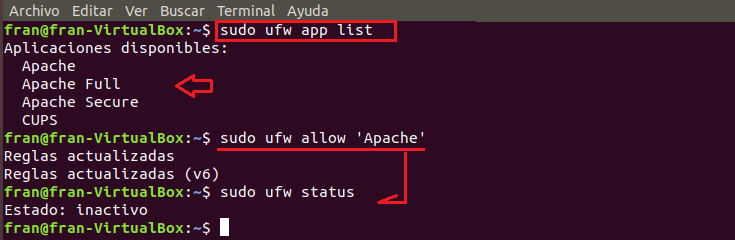 Archivo Editar Ver Buscar Terminal Ayuda
fran@fran-VirtualBox:~$ sudo ufw app list
Aplicaciones disponibles:
  Apache
  Apache Full
  Apache Secure
  CUPS
fran@fran-VirtualBox:~$ sudo ufw allow 'Apache'
Reglas actualizadas
Reglas actualizadas (v6)
fran@fran-VirtualBox:~$ sudo ufw status
Estado: inactivo
fran@fran-VirtualBox:~$